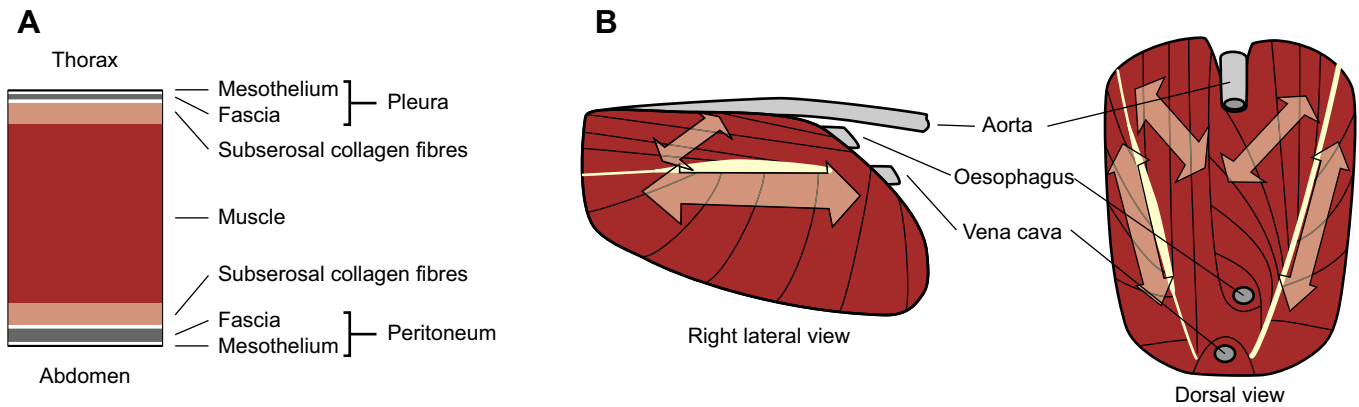 A
Thorax
Mesothelium
Fascia
Pleura
Subserosal collagen fibres
Muscle
Subserosal collagen fibres
Fascia
Mesothelium
Peritoneum
Abdomen
B
Aorta
Oesophagus
Vena cava
Right lateral view
Dorsal view